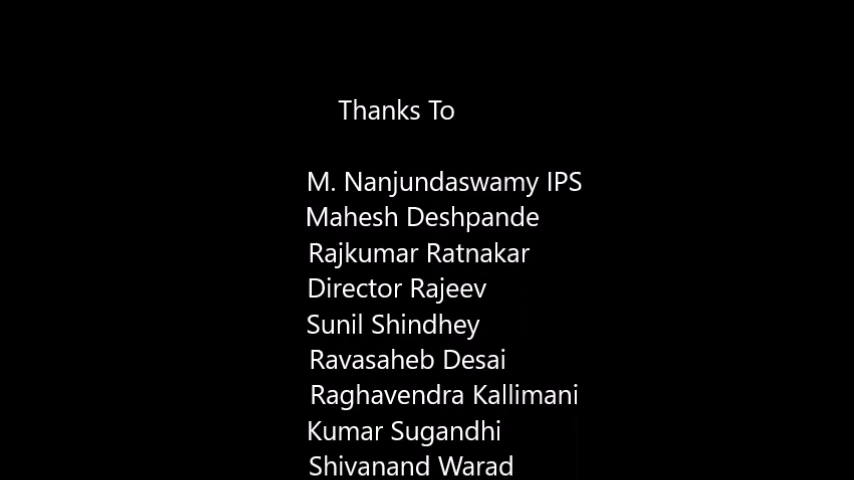 Thanks To
M. Nanjundaswamy IPS
Mahesh Deshpande
Rajkumar Ratnakar
Director Rajeev
Sunil Shindhey
Ravasaheb Desai
Raghavendra Kallimani
Kumar Sugandhi
Shivanand Warad